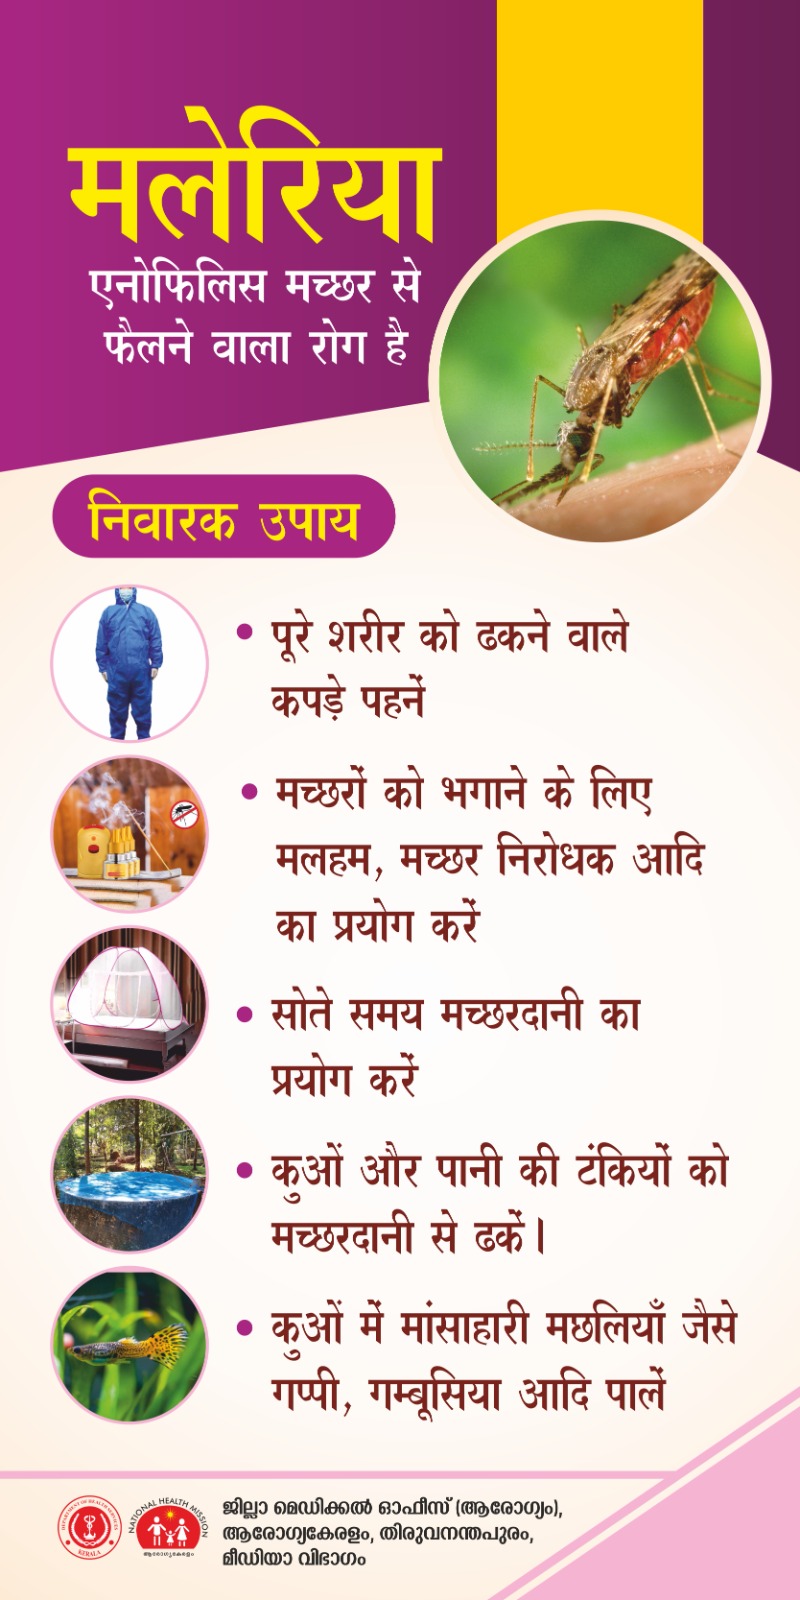 मलेरिया
एनोफिलिस मच्छर से
फैलने वाला रोग है
निवारक उपाय
• पूरे शरीर को ढकने वाले
कपड़े पहनें
• मच्छरों को भगाने के लिए
मलहम, मच्छर निरोधक आदि
का प्रयोग करें
• सोते समय मच्छरदानी का
प्रयोग करें
• कुओं और पानी की टंकियों को
मच्छरदानी से ढकें।
• कुओं में मांसाहारी मछलियाँ जैसे
गप्पी, गम्बूसिया आदि पालें
DEPARTMENT OF HEALTH SERVICES
KERALA
NATIONAL HEALTH MISSION
ആരോഗ്യകേരളം
ജില്ലാ മെഡിക്കൽ ഓഫീസ് (ആരോഗ്യം),
ആരോഗ്യകേരളം, തിരുവനന്തപുരം,
മീഡിയാ വിഭാഗം